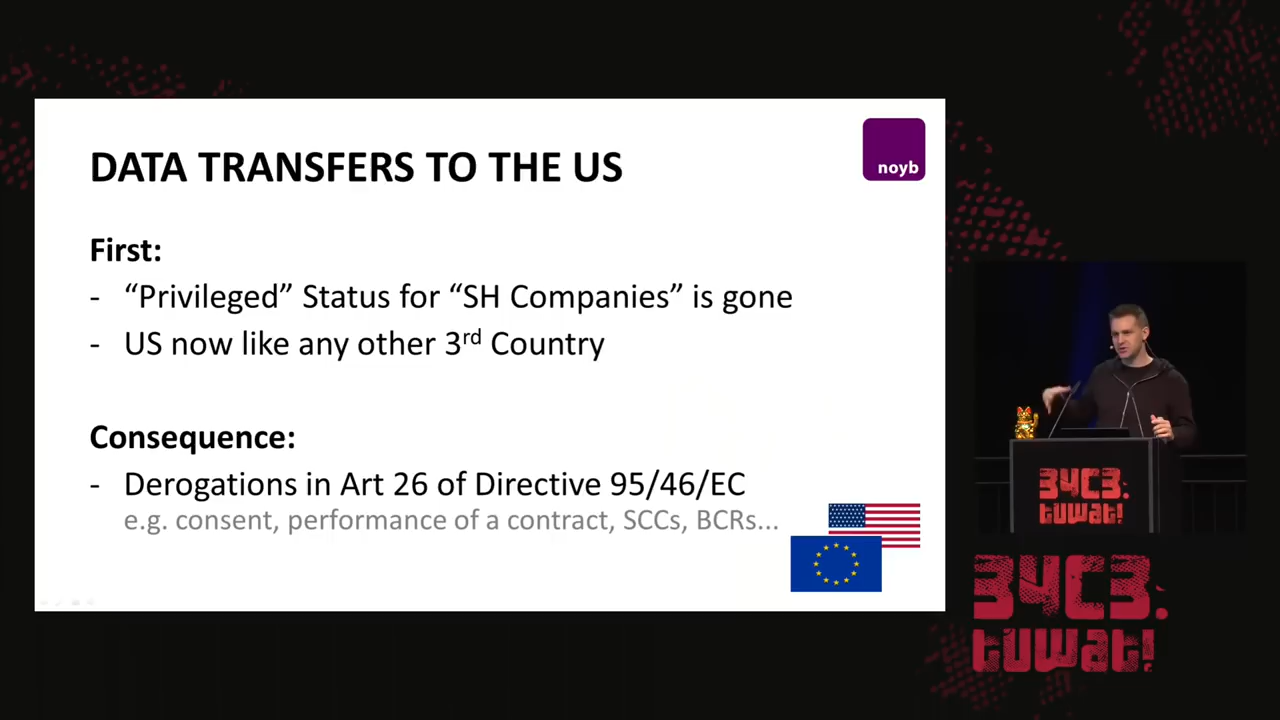 DATA TRANSFERS TO THE US
noyb
First:
- “Privileged” Status for “SH Companies” is gone
- US now like any other 3rd Country
Consequence:
- Derogations in Art 26 of Directive 95/46/EC
e.g. consent, performance of a contract, SCCs, BCRs...
34C3.
tuwat!
34C3.
tuwat!